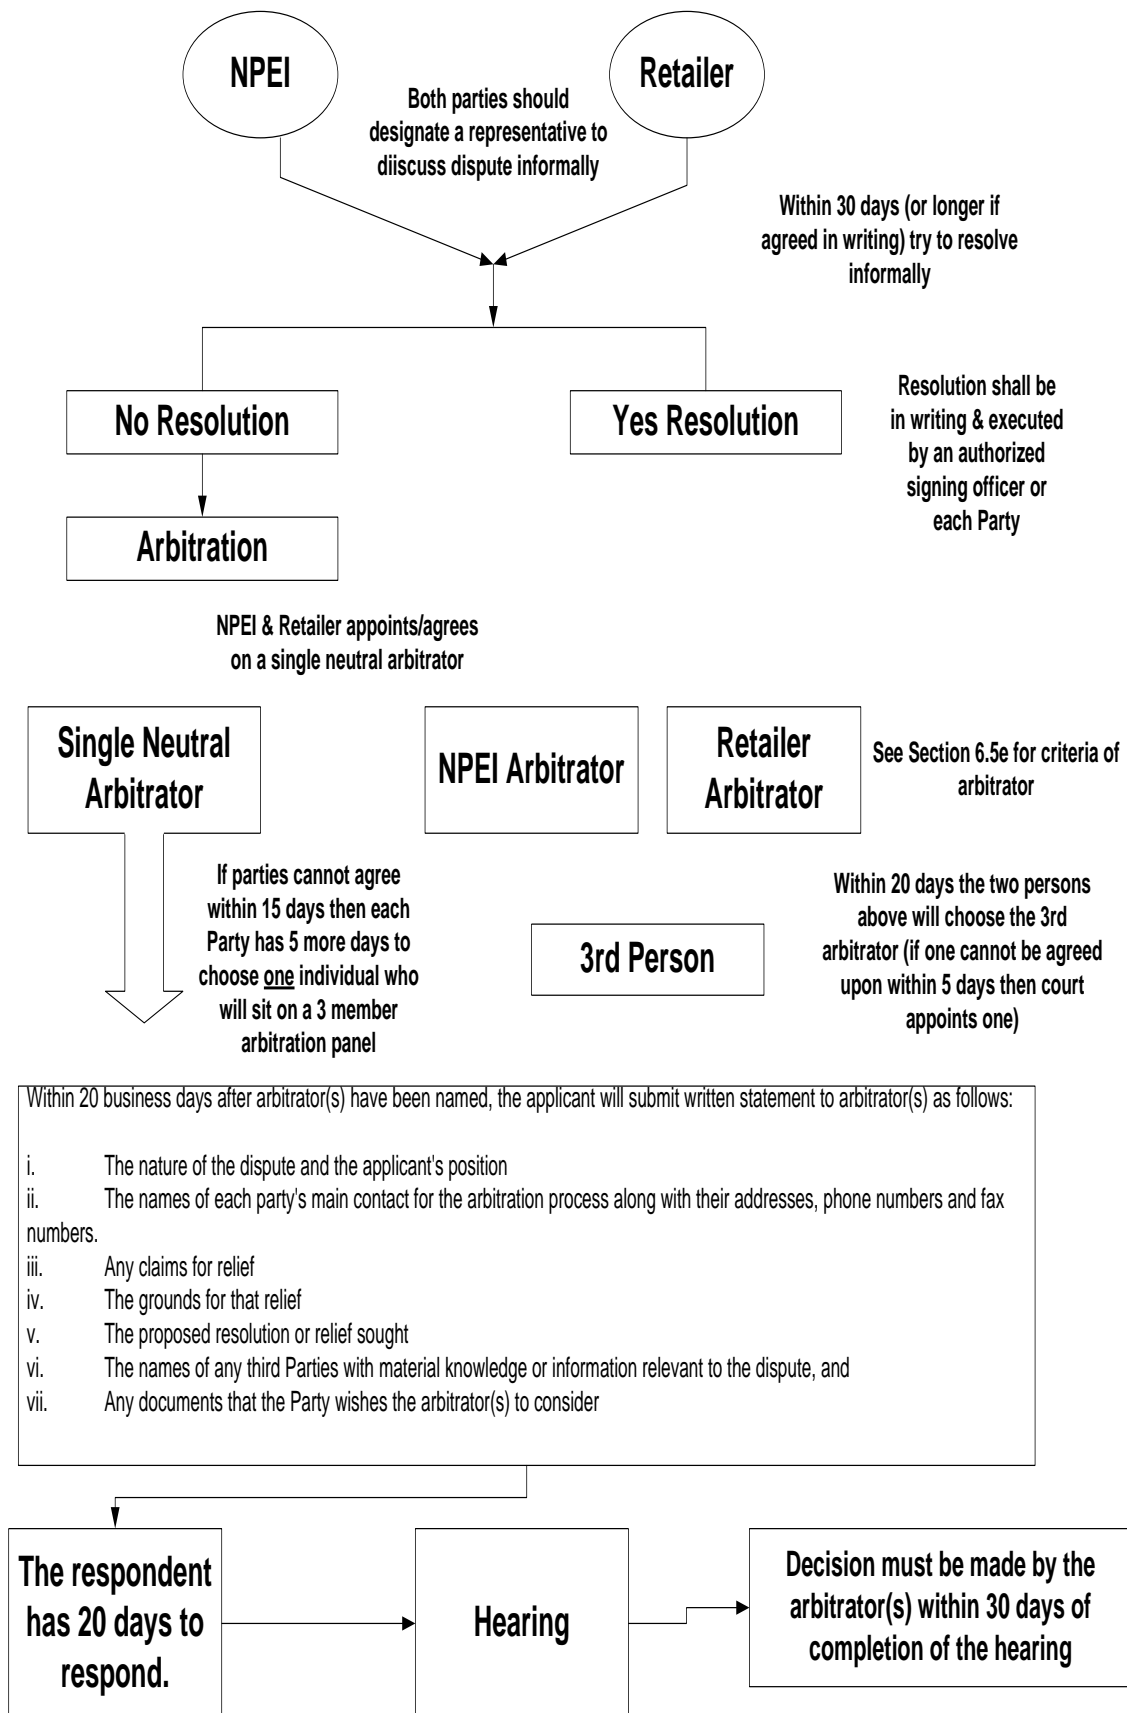 NPEI
Retailer
Both parties should
designate a representative to
diiscuss dispute informally
Within 30 days (or longer if
agreed in writing) try to resolve
informally
No Resolution
Yes Resolution
Resolution shall be
in writing & executed
by an authorized
signing officer or
each Party
Arbitration
NPEI & Retailer appoints/agrees
on a single neutral arbitrator
Single Neutral
Arbitrator
NPEI Arbitrator
Retailer
Arbitrator
See Section 6.5e for criteria of
arbitrator
If parties cannot agree
within 15 days then each
Party has 5 more days to
choose one individual who
will sit on a 3 member
arbitration panel
3rd Person
Within 20 days the two persons
above will choose the 3rd
arbitrator (if one cannot be agreed
upon within 5 days then court
appoints one)
Within 20 business days after arbitrator(s) have been named, the applicant will submit written statement to arbitrator(s) as follows:
i. The nature of the dispute and the applicant's position
ii. The names of each party's main contact for the arbitration process along with their addresses, phone numbers and fax
numbers.
iii. Any claims for relief
iv. The grounds for that relief
v. The proposed resolution or relief sought
vi. The names of any third Parties with material knowledge or information relevant to the dispute, and
vii. Any documents that the Party wishes the arbitrator(s) to consider
The respondent
has 20 days to
respond.
Hearing
Decision must be made by the
arbitrator(s) within 30 days of
completion of the hearing